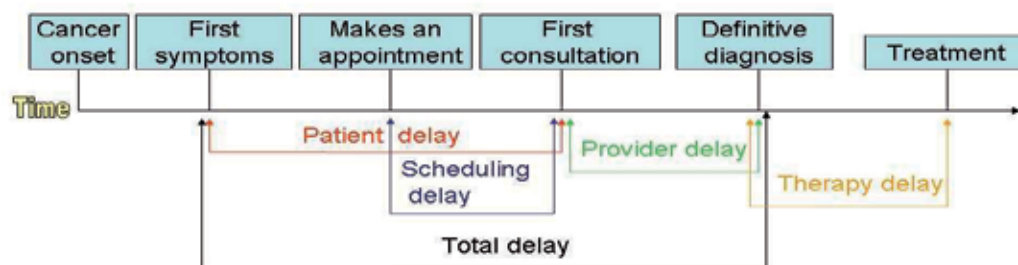 Cancer
onset
First
symptoms
Makes an
appointment
First
consultation
Definitive
diagnosis
Treatment
Time
Patient delay
Scheduling
delay
Provider delay
Therapy delay
Total delay